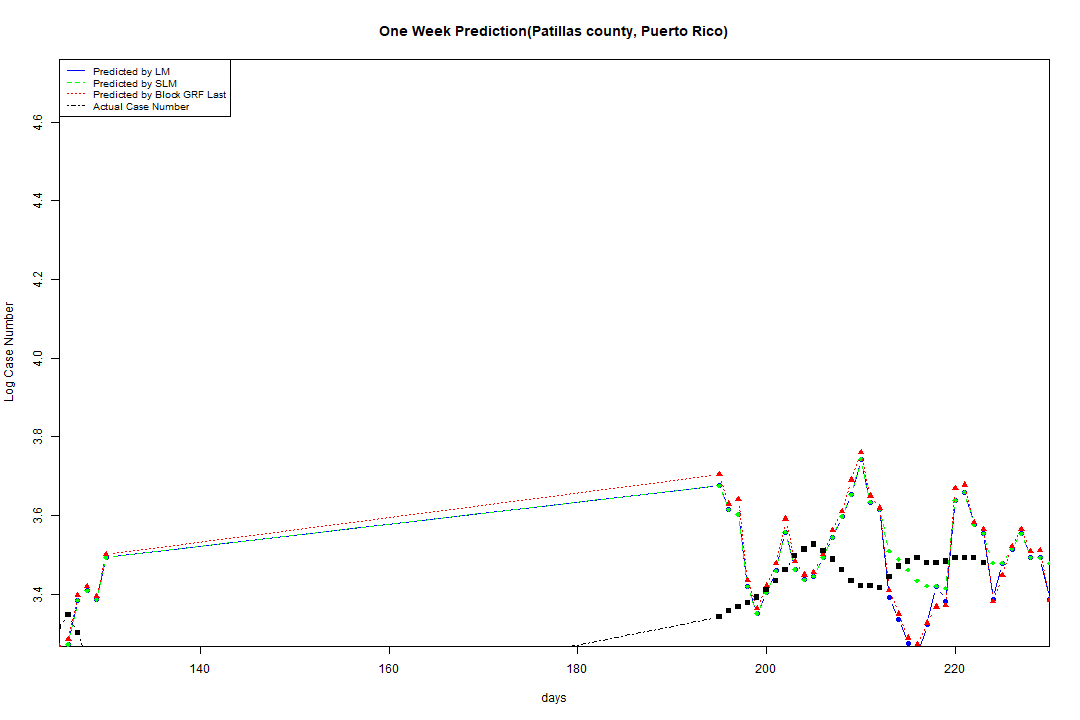 One Week Prediction(Patillas county, Puerto Rico)
Predicted by LM
Predicted by SLM
Predicted by Block GRF Last
Actual Case Number
4.6
4.4
4.2
4.0
3.8
3.6
3.4
Log Case Number
140 160 180 200 220
days